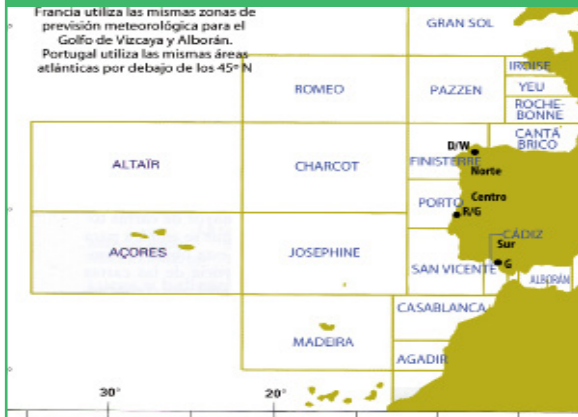 Francia utiliza las mismas zonas de
previsión meteorológica para el
Golfo de Vizcaya y Alborán.
Portugal utiliza las mismas áreas
atlánticas por debajo de los 45º N
GRAN SOL
IROISE
ROMEO
PAZZEN
YEU
ROCHE-
BONNE
CANTÁ
BRICO
D/W
ALTAÏR
CHARCOT
FINISTERRE
Norte
Centro
PORTO
R/G
CÁDIZ
Sur
AÇORES
JOSEPHINE
SAN VICENTE
G
ALBORÁN
CASABLANCA
MADEIRA
AGADIR
30°
20°